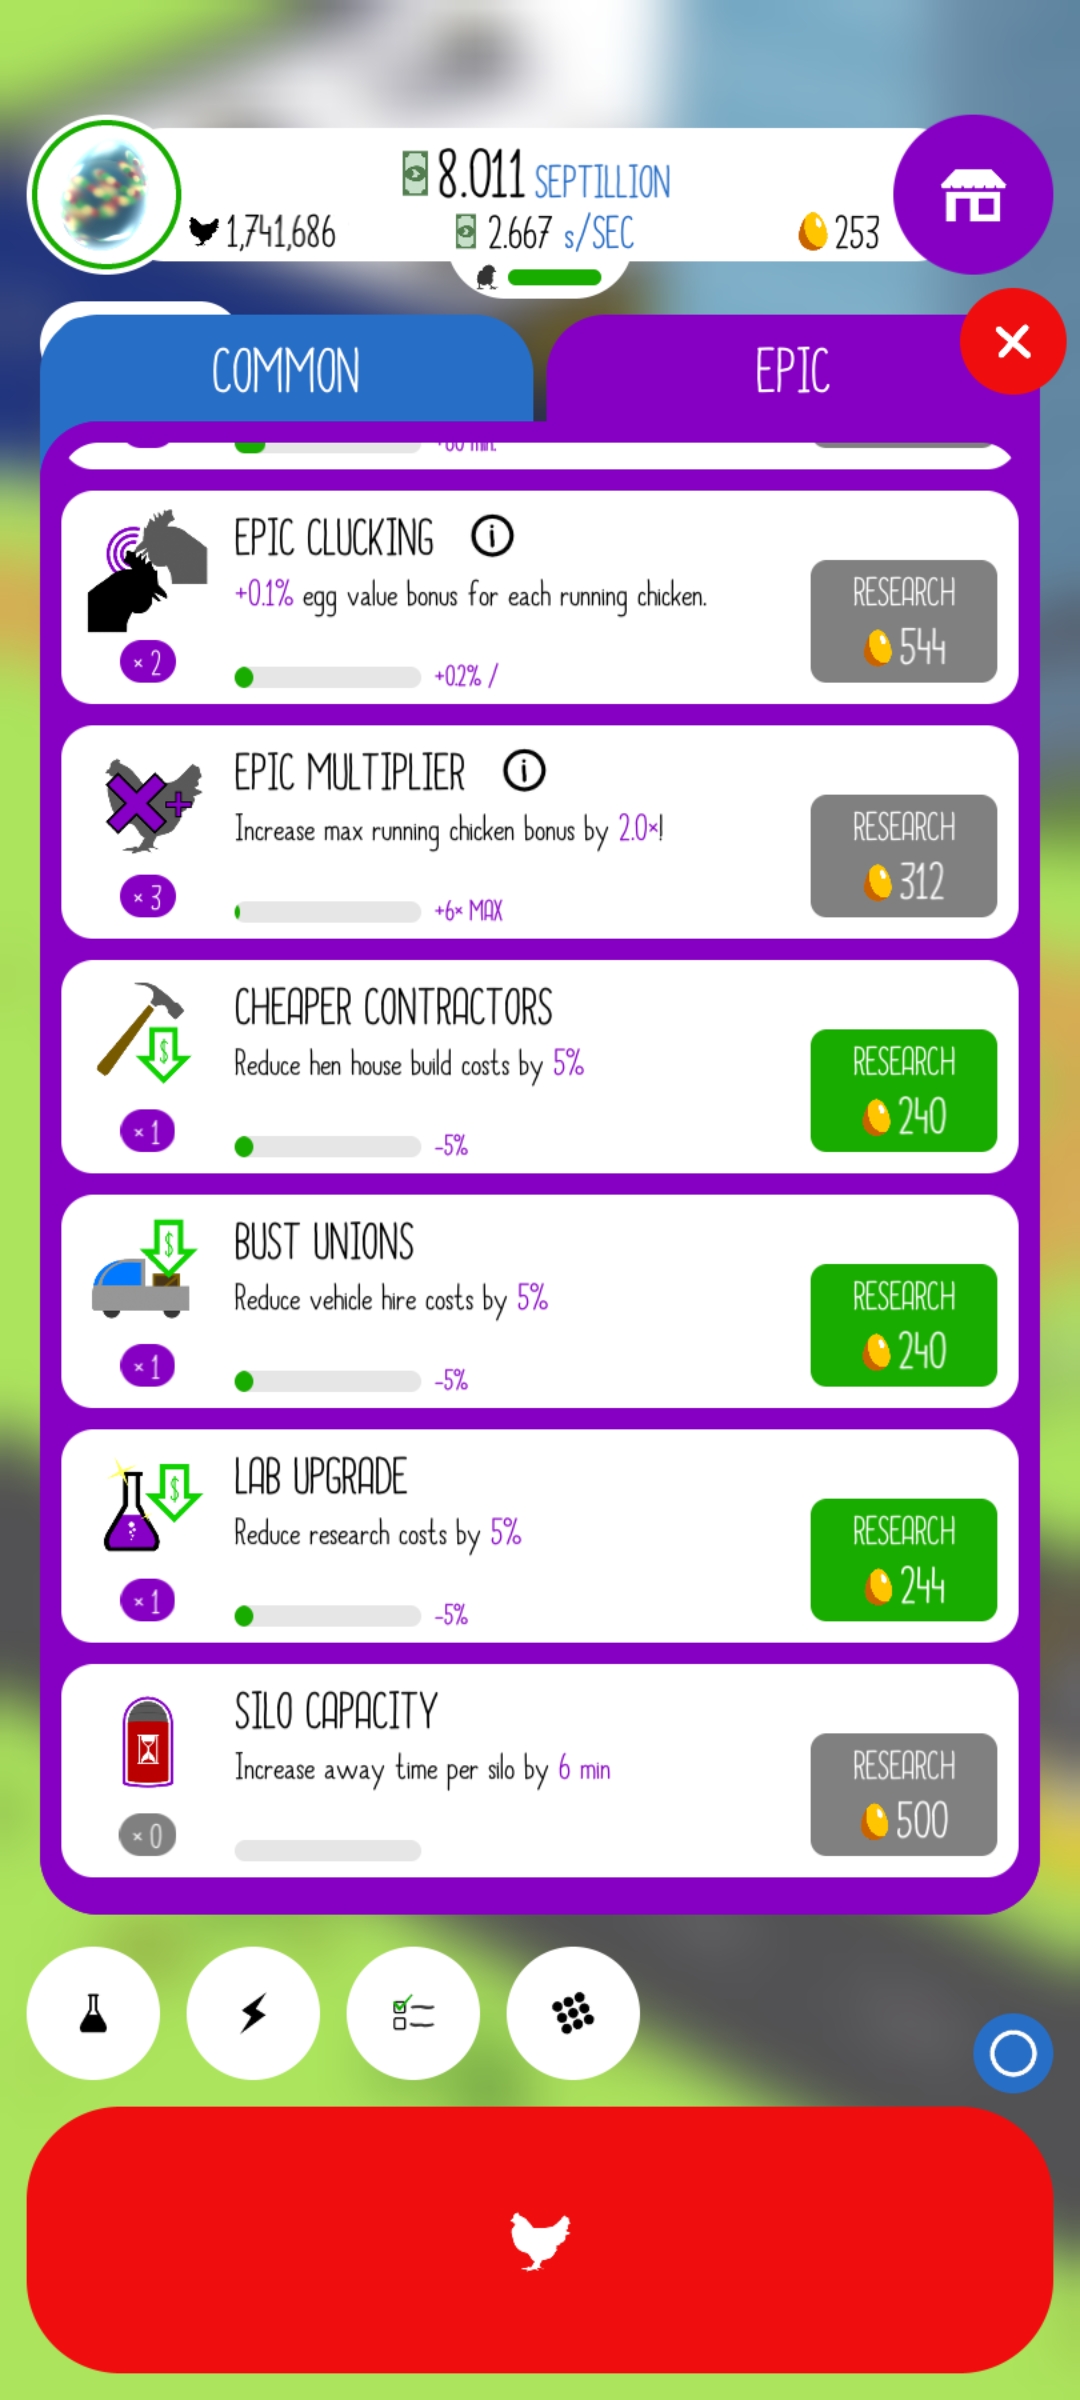 8.011 SEPTILLION
1,741,686
2.667 s/SEC
253
COMMON
EPIC
+60 min.
EPIC CLUCKING i
+0.1% egg value bonus for each running chicken.
RESEARCH
544
× 2
+0.2% /
EPIC MULTIPLIER i
Increase max running chicken bonus by 2.0×!
RESEARCH
312
× 3
+6× MAX
CHEAPER CONTRACTORS
Reduce hen house build costs by 5%
RESEARCH
240
× 1
-5%
BUST UNIONS
Reduce vehicle hire costs by 5%
RESEARCH
240
× 1
-5%
LAB UPGRADE
Reduce research costs by 5%
RESEARCH
244
× 1
-5%
SILO CAPACITY
Increase away time per silo by 6 min
RESEARCH
500
× 0